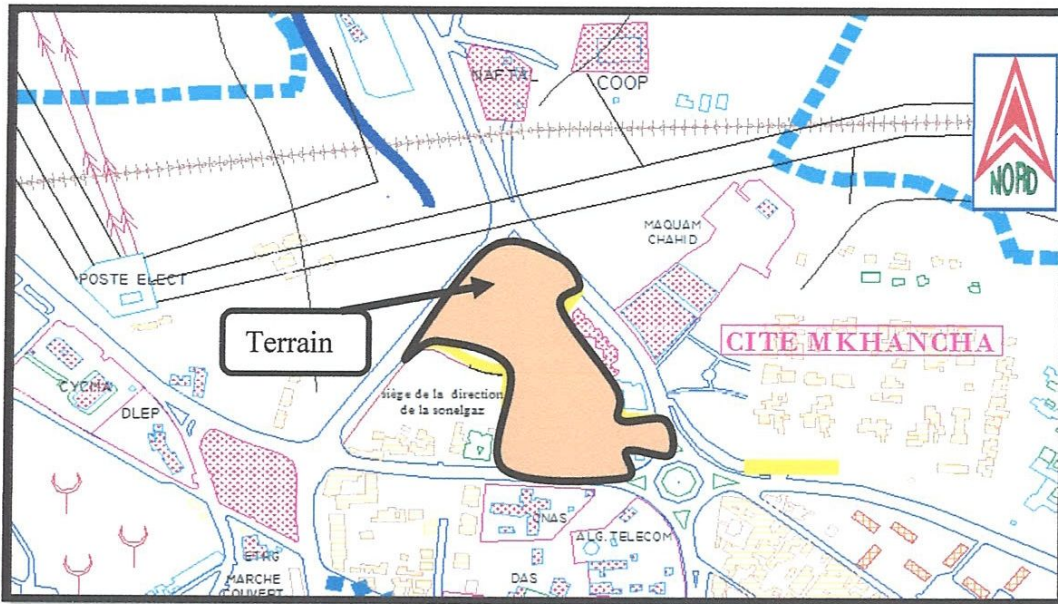 NAFTAL
COOP
NORD
MAQUAM
CHAHID
POSTE ELECT
Terrain
CITE MKHANCHA
CYCMA
DLEP
siège de la direction
de la sonelgaz
CNAS
ALG.TELECOM
ETHG
MARCHE
COUVERT
DAS